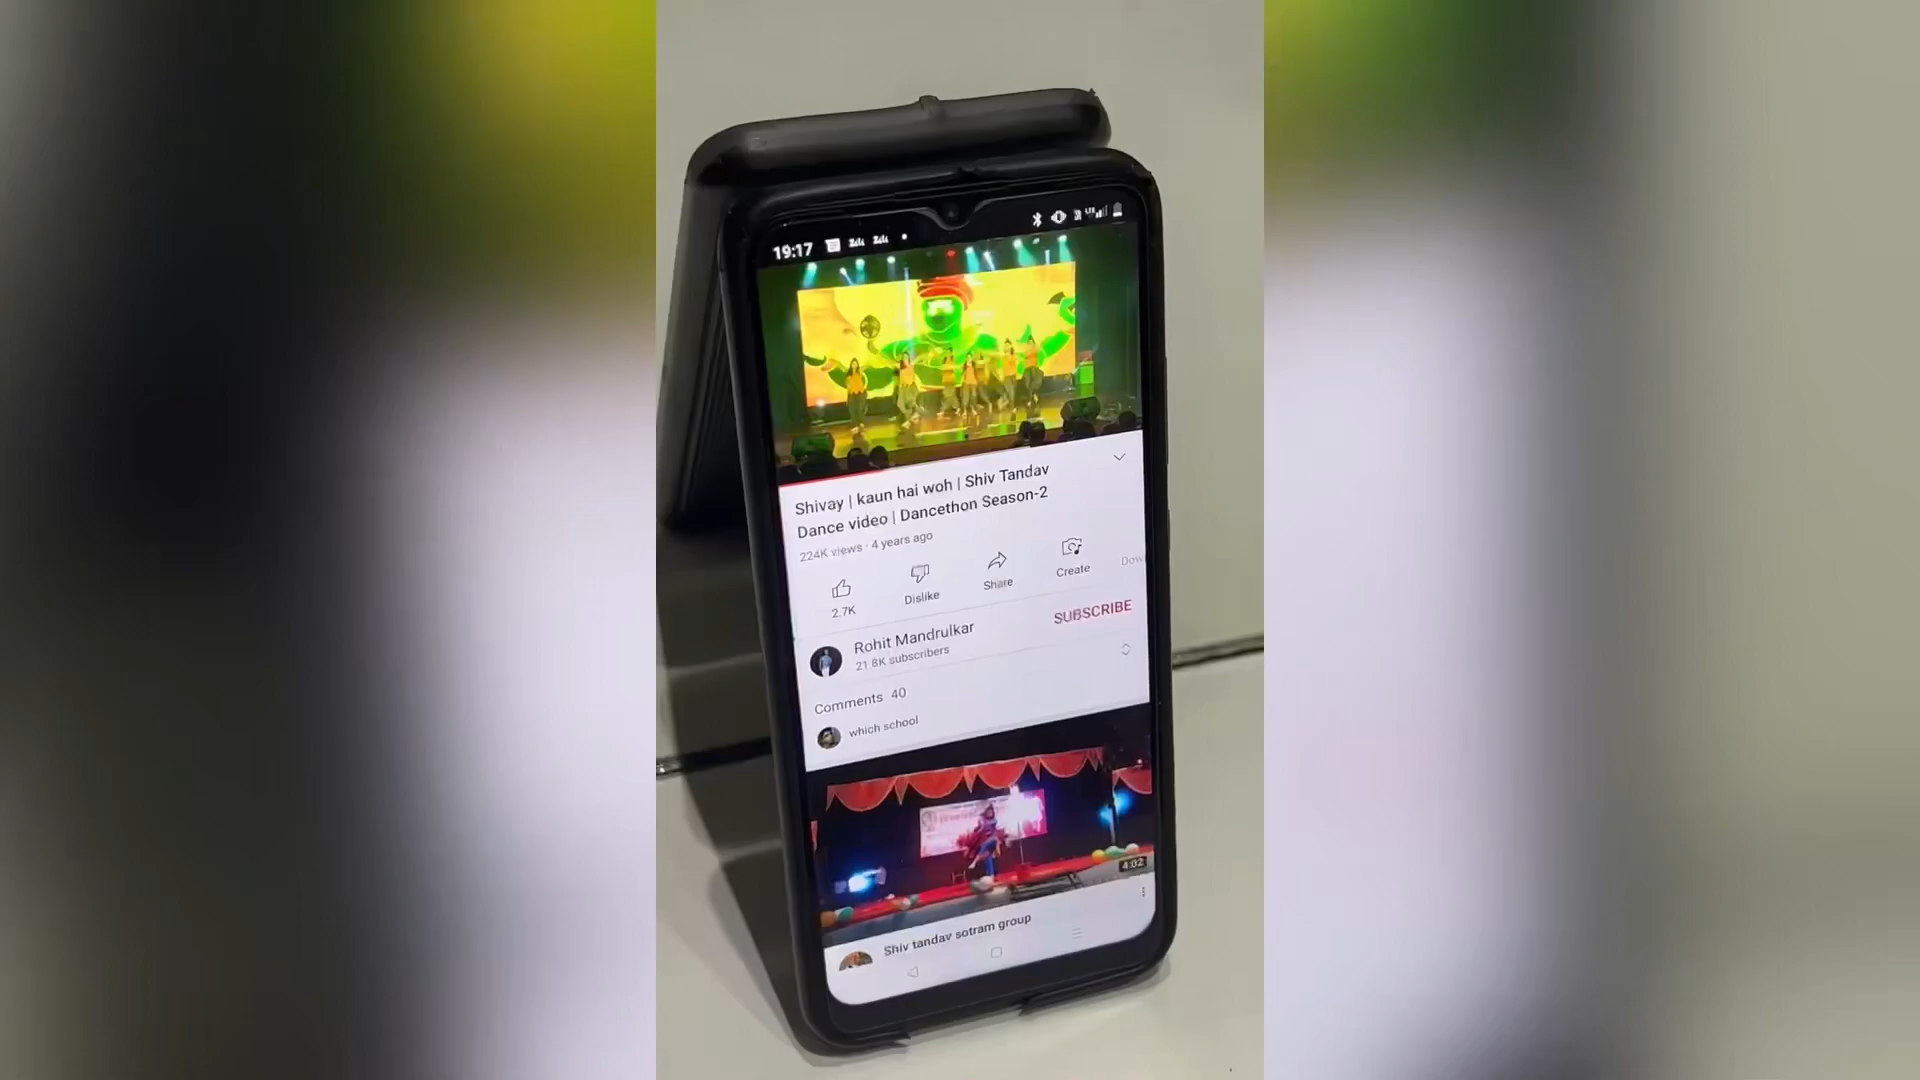 19:17
Shivay | kaun hai woh | Shiv Tandav
Dance video | Dancethon Season-2
224K views · 4 years ago
2.7K
Dislike
Share
Create
Dow
Rohit Mandrulkar
SUBSCRIBE
21.8K subscribers
Comments 40
which school
4:02
Shiv tandav sotram group